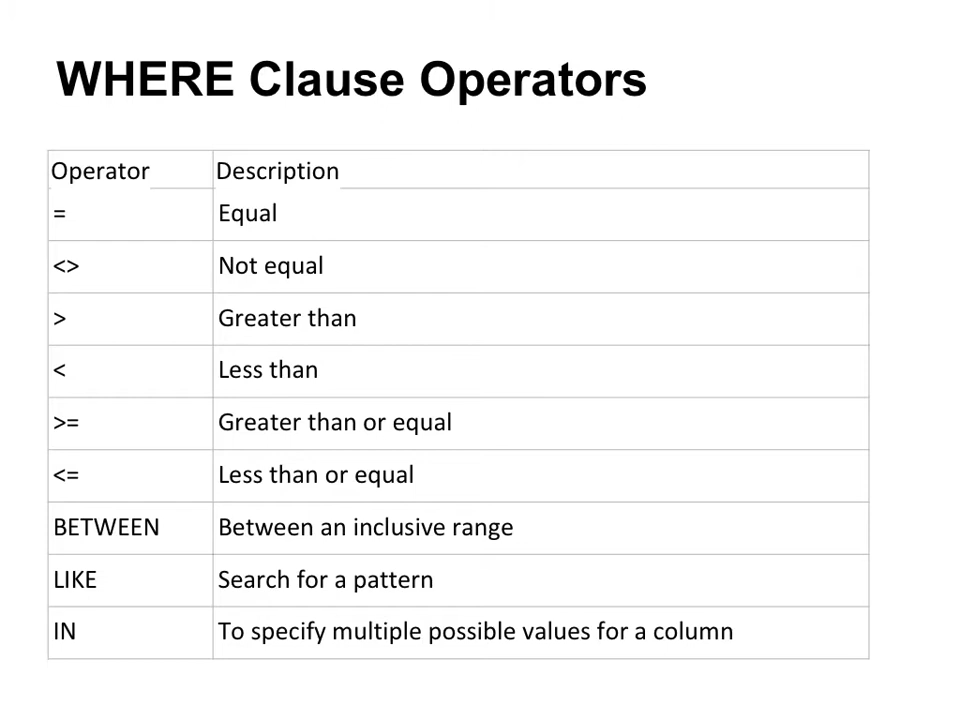 WHERE Clause Operators
Operator Description
= Equal
<> Not equal
> Greater than
< Less than
>= Greater than or equal
<= Less than or equal
BETWEEN Between an inclusive range
LIKE Search for a pattern
IN To specify multiple possible values for a column